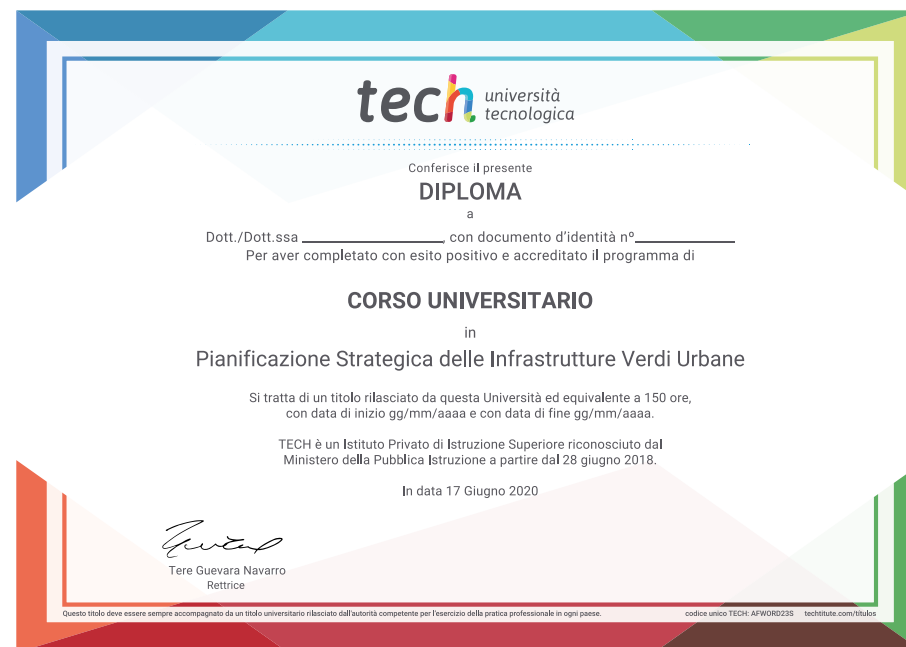 tech università
tecnologica
Conferisce il presente
DIPLOMA
a
Dott./Dott.ssa ____________________, con documento d'identità nº______________
Per aver completato con esito positivo e accreditato il programma di
CORSO UNIVERSITARIO
in
Pianificazione Strategica delle Infrastrutture Verdi Urbane
Si tratta di un titolo rilasciato da questa Università ed equivalente a 150 ore,
con data di inizio gg/mm/aaaa e con data di fine gg/mm/aaaa.
TECH è un Istituto Privato di Istruzione Superiore riconosciuto dal
Ministero della Pubblica Istruzione a partire dal 28 giugno 2018.
In data 17 Giugno 2020
Tere Guevara Navarro
Rettrice
Questo titolo deve essere sempre accompagnato da un titolo universitario rilasciato dall'autorità competente per l'esercizio della pratica professionale in ogni paese. codice unico TECH: AFWORD23S techtitute.com/títulos